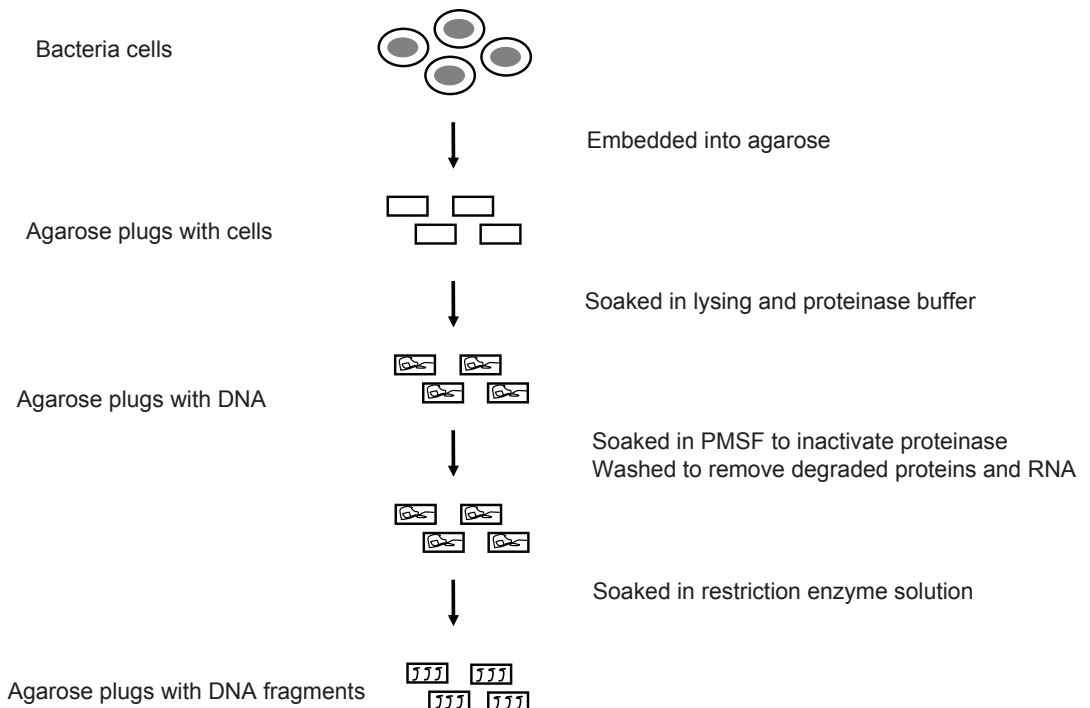 Bacteria cells
Embedded into agarose
Agarose plugs with cells
Soaked in lysing and proteinase buffer
Agarose plugs with DNA
Soaked in PMSF to inactivate proteinase
Washed to remove degraded proteins and RNA
Soaked in restriction enzyme solution
Agarose plugs with DNA fragments